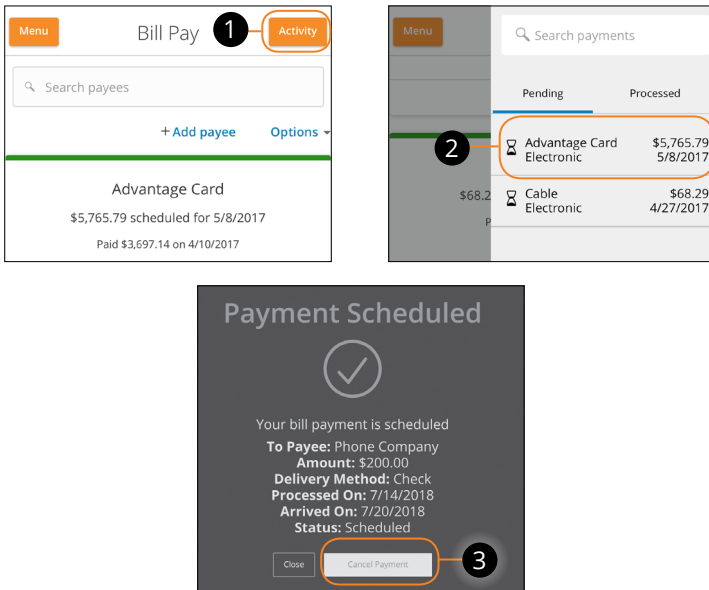 Menu
Bill Pay
1
Activity
Search payees
+ Add payee
Options
Advantage Card
$5,765.79 scheduled for 5/8/2017
Paid $3,697.14 on 4/10/2017
Menu
$68.2
P
Search payments
Pending
Processed
2
Advantage Card
$5,765.79
Electronic
5/8/2017
Cable
$68.29
Electronic
4/27/2017
Payment Scheduled
Your bill payment is scheduled
To Payee: Phone Company
Amount: $200.00
Delivery Method: Check
Processed On: 7/14/2018
Arrived On: 7/20/2018
Status: Scheduled
Close
Cancel Payment
3